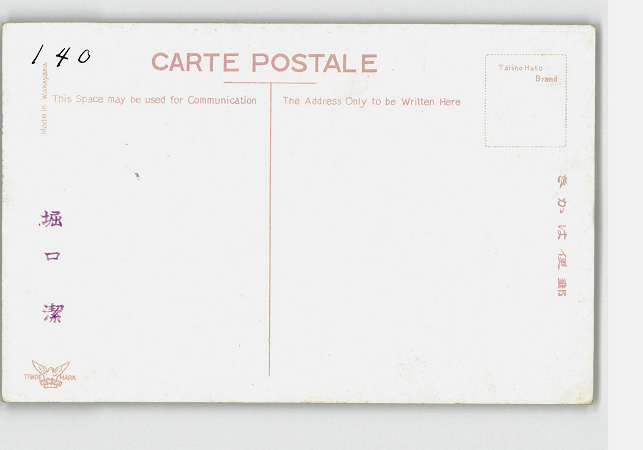 140
CARTE POSTALE
Made in Wakayama
This Space may be used for Communication
The Address Only to be Written Here
Taisho Hato
Brand
堀口潔
きかは便郵
TRADE MARK